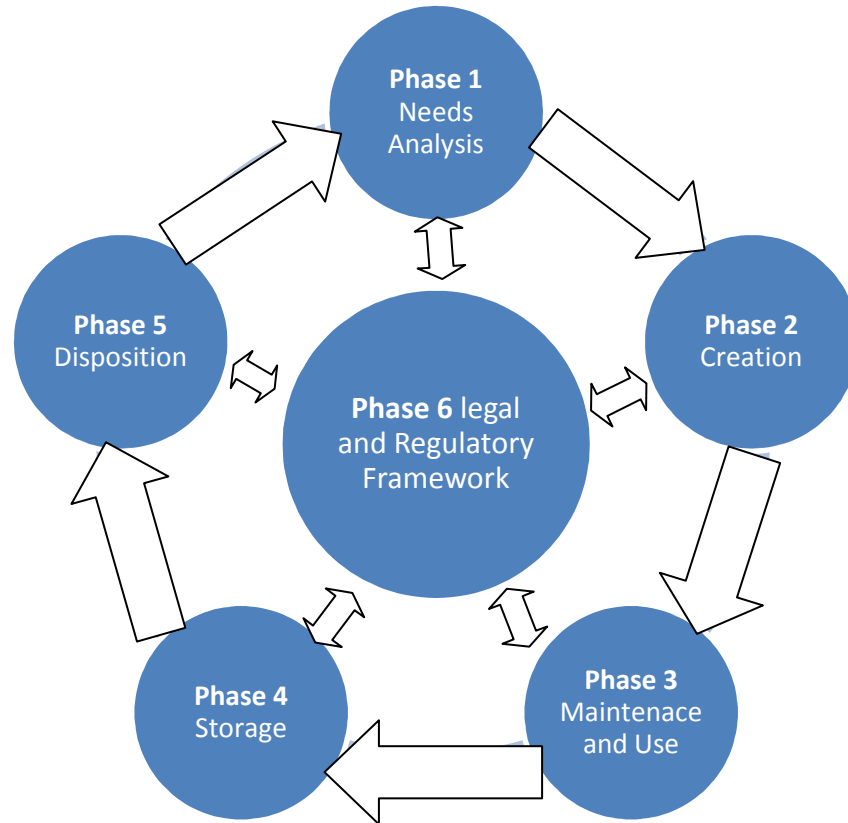 Phase 1
Needs
Analysis
Phase 2
Creation
Phase 3
Maintenace
and Use
Phase 4
Storage
Phase 5
Disposition
Phase 6 legal
and Regulatory
Framework